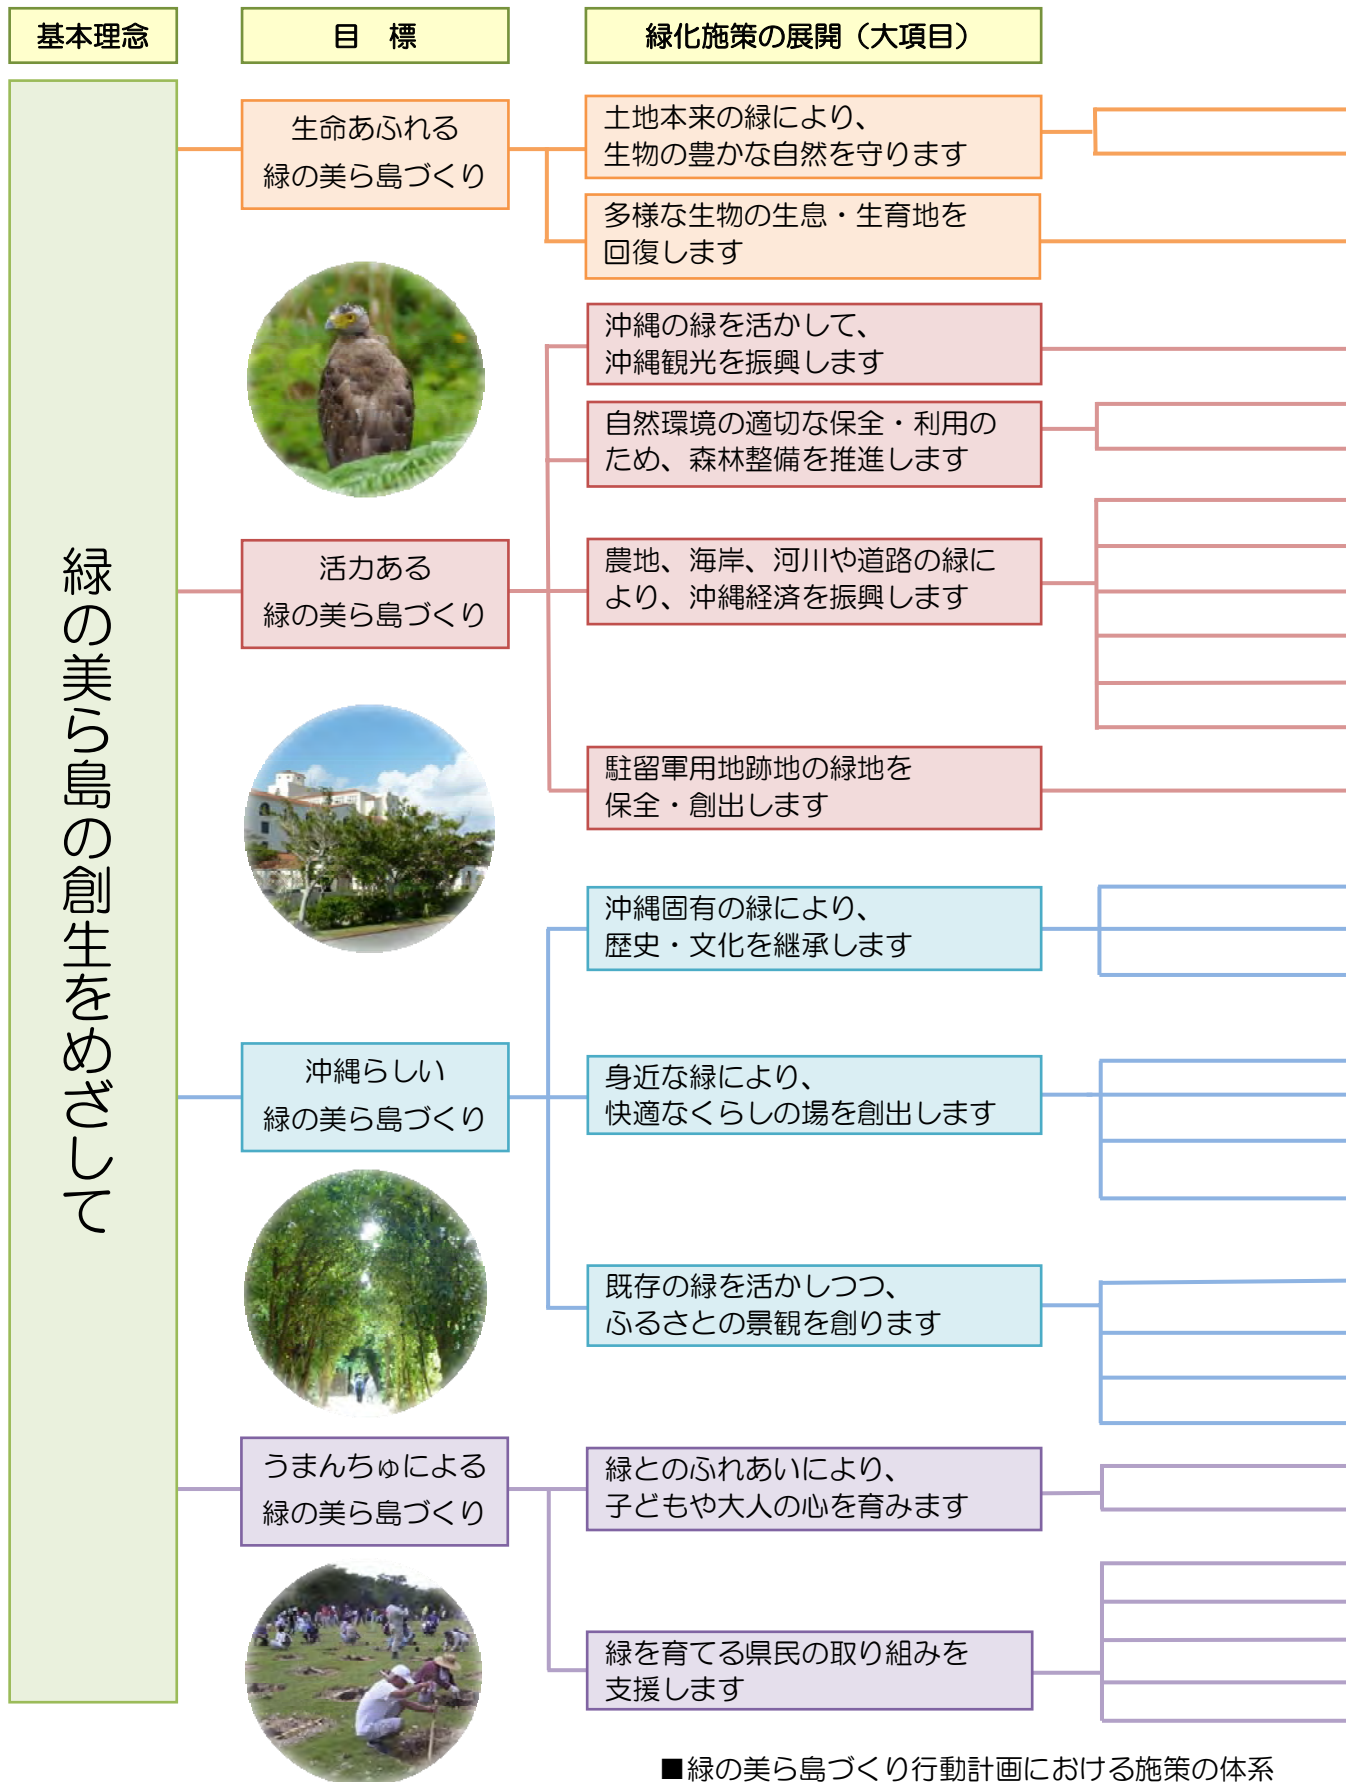 基本理念
目 標
緑化施策の展開（大項目）
緑の美ら島の創生をめざして
生命あふれる
緑の美ら島づくり
土地本来の緑により、
生物の豊かな自然を守ります
多様な生物の生息・生育地を
回復します
活力ある
緑の美ら島づくり
沖縄の緑を活かして、
沖縄観光を振興します
自然環境の適切な保全・利用の
ため、森林整備を推進します
農地、海岸、河川や道路の緑に
より、沖縄経済を振興します
駐留軍用地跡地の緑地を
保全・創出します
沖縄らしい
緑の美ら島づくり
沖縄固有の緑により、
歴史・文化を継承します
身近な緑により、
快適なくらしの場を創出します
既存の緑を活かしつつ、
ふるさとの景観を創ります
うまんちゅによる
緑の美ら島づくり
緑とのふれあいにより、
子どもや大人の心を育みます
緑を育てる県民の取り組みを
支援します
■緑の美ら島づくり行動計画における施策の体系